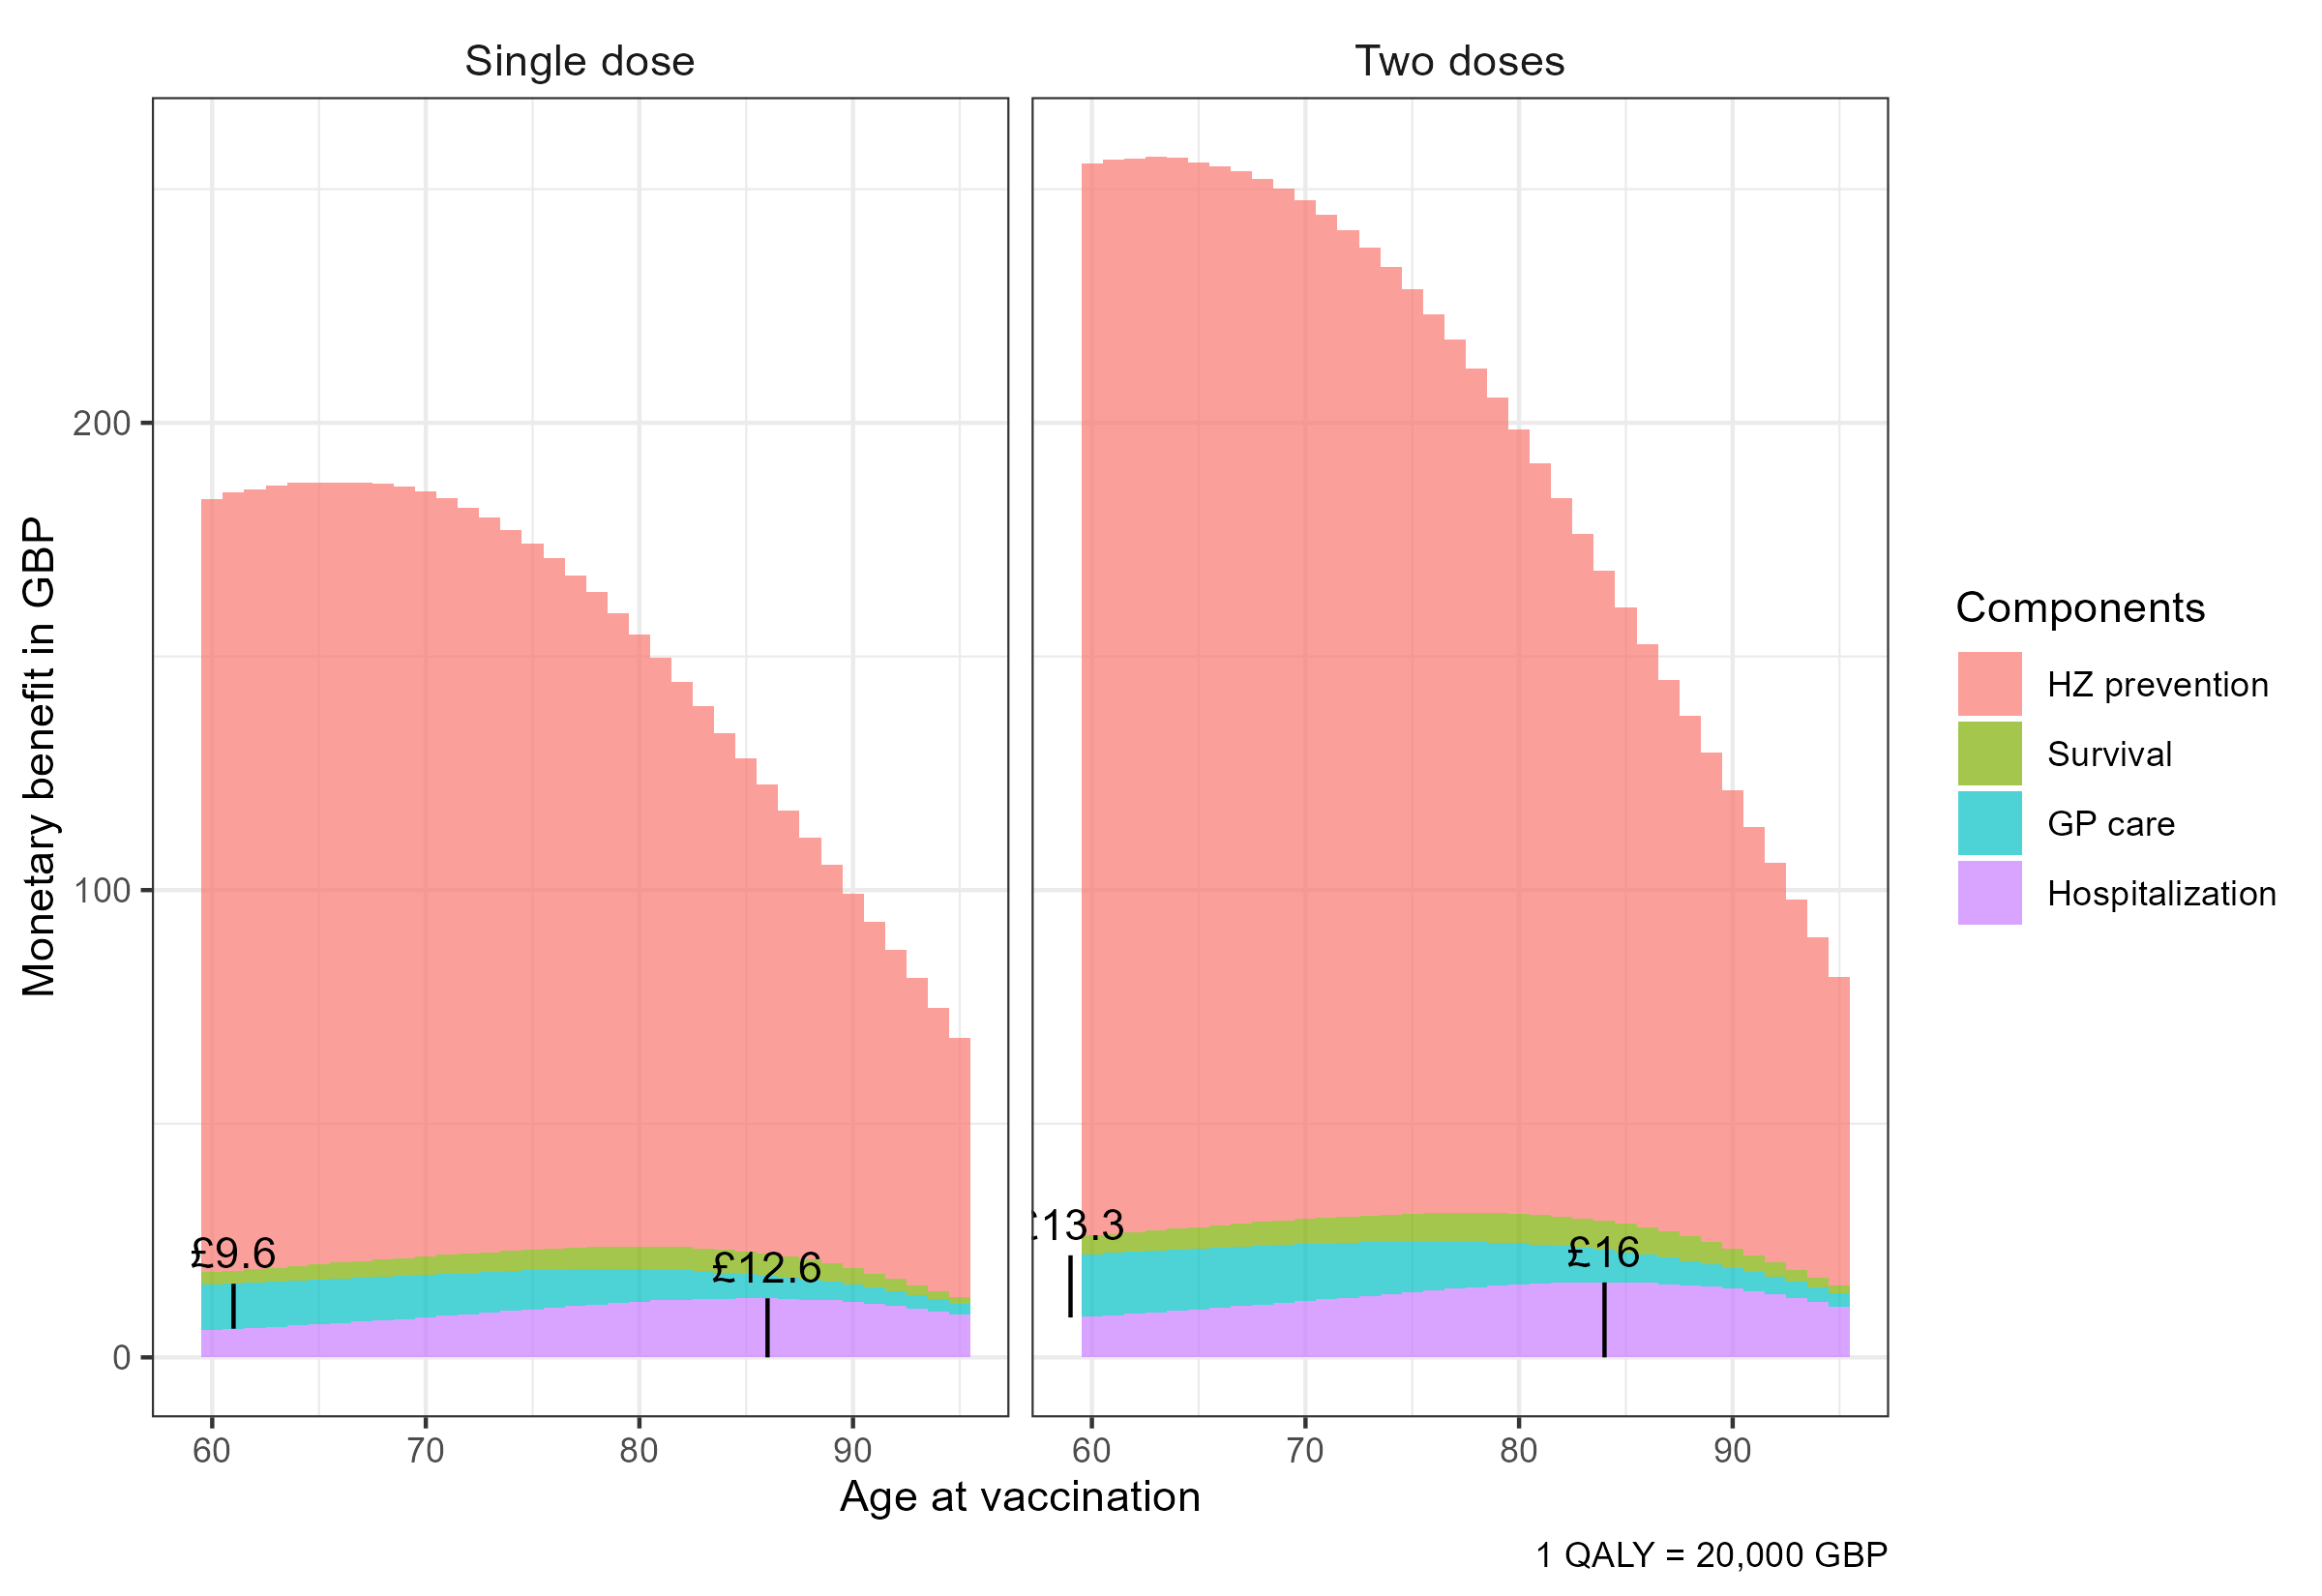 Single dose
Two doses
Monetary benefit in GBP
200
100
0
£9.6
£12.6
£13.3
£16
60
70
80
90
60
70
80
90
Age at vaccination
1 QALY = 20,000 GBP
Components
HZ prevention
Survival
GP care
Hospitalization